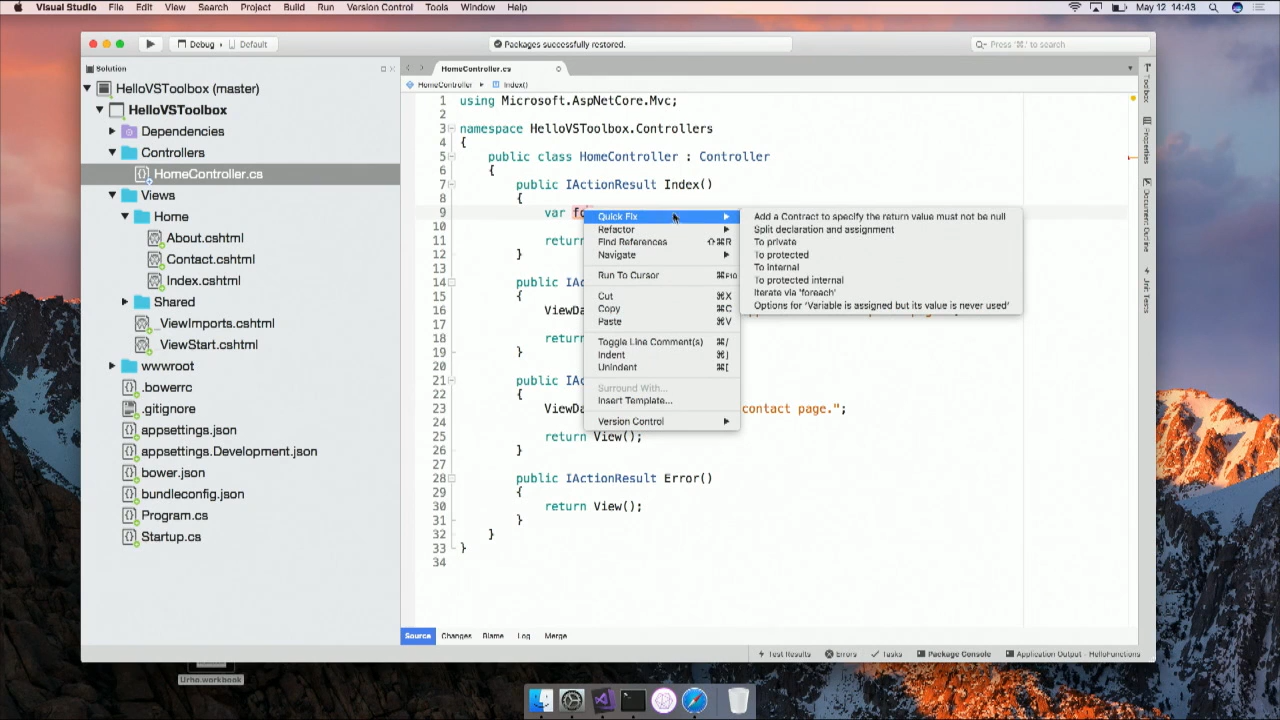 Visual Studio File Edit View Search Project Build Run Version Control Tools Window Help May 12 14:43
Debug › Default
Packages successfully restored.
Press '⌘.' to search
Solution
HelloVSToolbox (master)
HelloVSToolbox
Dependencies
Controllers
HomeController.cs
Views
Home
About.cshtml
Contact.cshtml
Index.cshtml
Shared
_ViewImports.cshtml
_ViewStart.cshtml
wwwroot
.bowerrc
.gitignore
appsettings.json
appsettings.Development.json
bower.json
bundleconfig.json
Program.cs
Startup.cs
HomeController.cs
HomeController Index()
1 using Microsoft.AspNetCore.Mvc;
2
3 namespace HelloVSToolbox.Controllers
4 {
5 public class HomeController : Controller
6 {
7 public IActionResult Index()
8 {
9 var fo
10
11 return
12 }
13
14 public IAc
15 {
16 ViewDa
17
18 return
19 }
20
21 public IAc
22 {
23 ViewDa contact page.";
24
25 return View();
26 }
27
28 public IActionResult Error()
29 {
30 return View();
31 }
32 }
33 }
34
Quick Fix
Refactor
Find References ⇧⌘R
Navigate
Run To Cursor ⌘F10
Cut ⌘X
Copy ⌘C
Paste ⌘V
Toggle Line Comment(s) ⌘/
Indent ⌘]
Unindent ⌘[
Surround With...
Insert Template...
Version Control
Add a Contract to specify the return value must not be null
Split declaration and assignment
To private
To protected
To internal
To protected internal
Iterate via 'foreach'
Options for 'Variable is assigned but its value is never used'
Toolbox
Properties
Document Outline
Unit Tests
Source Changes Blame Log Merge
Test Results Errors Tasks Package Console Application Output - HelloFunctions
Urho.workbook